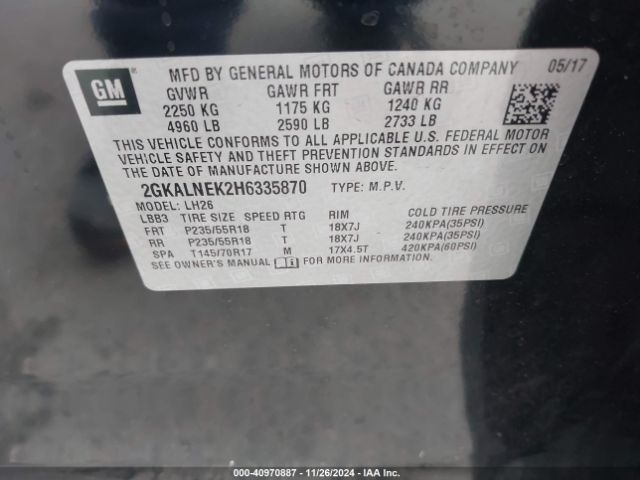 GM
MFD BY GENERAL MOTORS OF CANADA COMPANY 05/17
GVWR GAWR FRT GAWR RR
2250 KG 1175 KG 1240 KG
4960 LB 2590 LB 2733 LB
THIS VEHICLE CONFORMS TO ALL APPLICABLE U.S. FEDERAL MOTOR
VEHICLE SAFETY AND THEFT PREVENTION STANDARDS IN EFFECT ON
THE DATE OF MANUFACTURE SHOWN ABOVE.
2GKALNEK2H6335870 TYPE: M.P.V.
MODEL: LH26
LBB3 TIRE SIZE SPEED RTG RIM COLD TIRE PRESSURE
FRT P235/55R18 T 18X7J 240KPA(35PSI)
RR P235/55R18 T 18X7J 240KPA(35PSI)
SPA T145/70R17 M 17X4.5T 420KPA(60PSI)
SEE OWNER'S MANUAL FOR MORE INFORMATION
000-40970887 - 11/26/2024 - IAA, Inc.